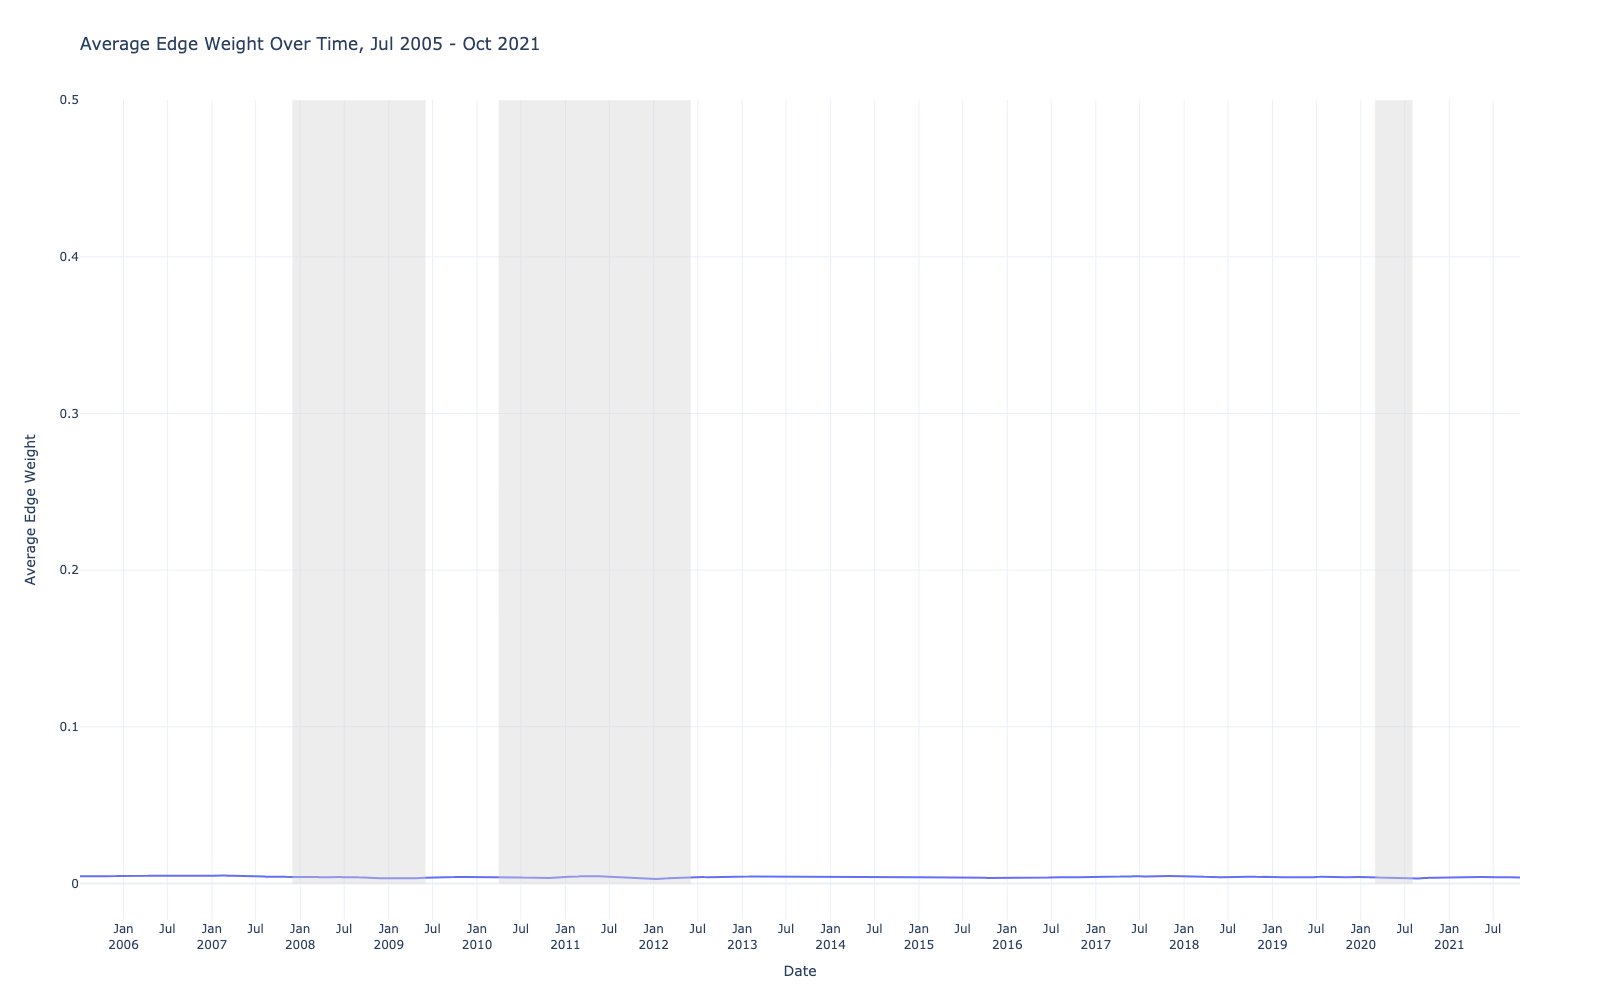 Average Edge Weight Over Time, Jul 2005 - Oct 2021
0.5
0.4
0.3
0.2
0.1
0
Average Edge Weight
Jan Jul Jan Jul Jan Jul Jan Jul Jan Jul Jan Jul Jan Jul Jan Jul Jan Jul Jan Jul Jan Jul Jan Jul Jan Jul Jan Jul Jan Jul Jan Jul
2006 2007 2008 2009 2010 2011 2012 2013 2014 2015 2016 2017 2018 2019 2020 2021
Date